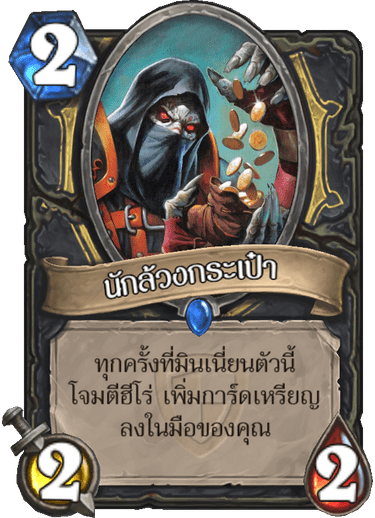 2
นักล้วงกระเป๋า
ทุกครั้งที่มินเนี่ยนตัวนี้
โจมตีฮีโร่ เพิ่มการ์ดเหรียญ
ลงในมือของคุณ
2
2